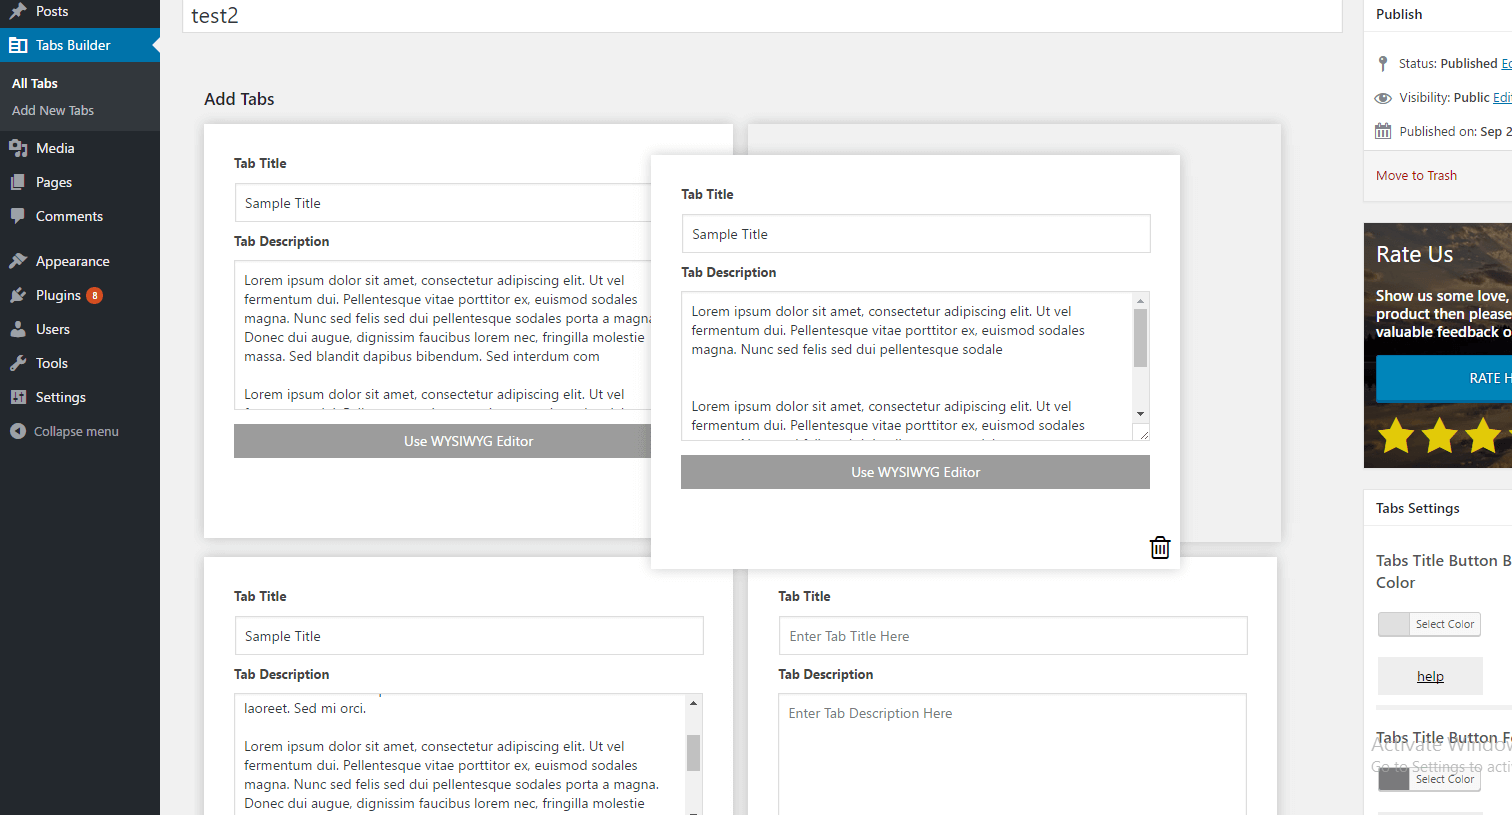 Posts
Tabs Builder
All Tabs
Add New Tabs
Media
Pages
Comments
Appearance
Plugins 8
Users
Tools
Settings
Collapse menu
test2
Add Tabs
Tab Title
Sample Title
Tab Description
Lorem ipsum dolor sit amet, consectetur adipiscing elit. Ut vel
fermentum dui. Pellentesque vitae porttitor ex, euismod sodales
magna. Nunc sed felis sed dui pellentesque sodales porta a magna
Donec dui augue, dignissim faucibus lorem nec, fringilla molestie
massa. Sed blandit dapibus bibendum. Sed interdum com
Lorem ipsum dolor sit amet, consectetur adipiscing elit. Ut vel
Use WYSIWYG Editor
Tab Title
Sample Title
Tab Description
Lorem ipsum dolor sit amet, consectetur adipiscing elit. Ut vel
fermentum dui. Pellentesque vitae porttitor ex, euismod sodales
magna. Nunc sed felis sed dui pellentesque sodale
Lorem ipsum dolor sit amet, consectetur adipiscing elit. Ut vel
fermentum dui. Pellentesque vitae porttitor ex, euismod sodales
Use WYSIWYG Editor
Tab Title
Sample Title
Tab Description
laoreet. Sed mi orci.
Lorem ipsum dolor sit amet, consectetur adipiscing elit. Ut vel
fermentum dui. Pellentesque vitae porttitor ex, euismod sodales
magna. Nunc sed felis sed dui pellentesque sodales porta a magna.
Donec dui augue, dignissim faucibus lorem nec, fringilla molestie
Tab Title
Enter Tab Title Here
Tab Description
Enter Tab Description Here
Publish
Status: Published Ed
Visibility: Public Edi
Published on: Sep 2
Move to Trash
Rate Us
Show us some love,
product then please
valuable feedback o
RATE H
Tabs Settings
Tabs Title Button B
Color
Select Color
help
Tabs Title Button F
Activate Window
Go to Settings to acti
Select Color